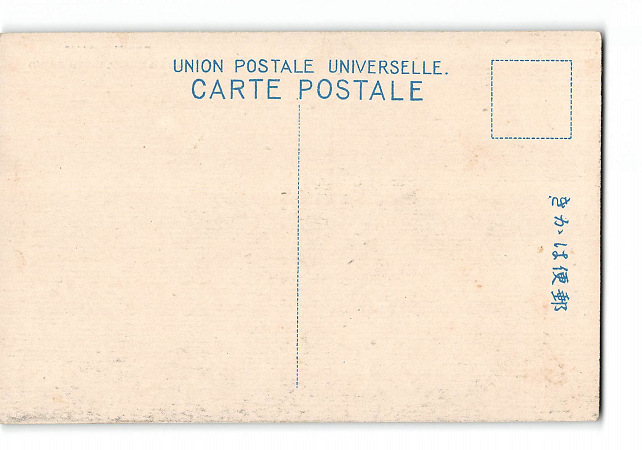 UNION POSTALE UNIVERSELLE.
CARTE POSTALE
きかは便郵